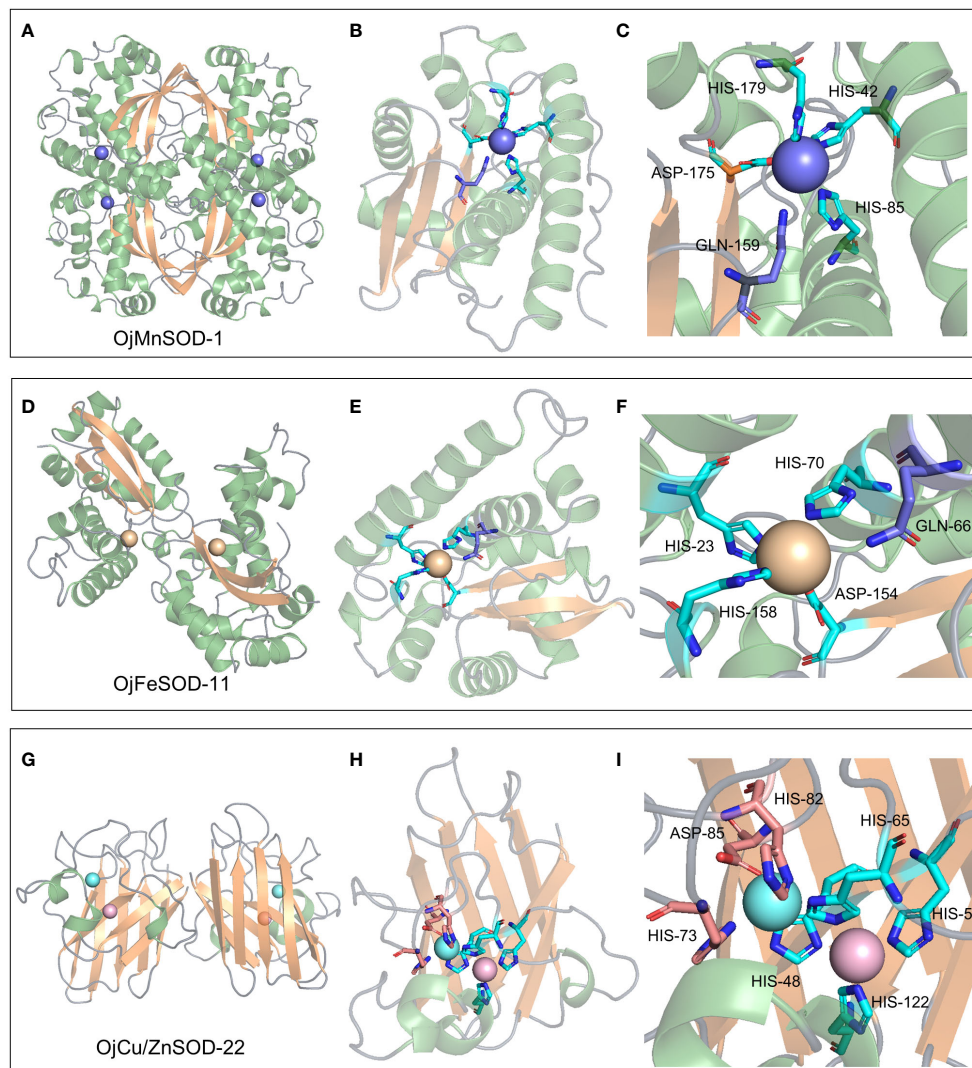 A
B
C
HIS-179
HIS-42
ASP-175
HIS-85
GLN-159
OjMnSOD-1
D
E
F
HIS-70
GLN-66
HIS-23
ASP-154
HIS-158
OjFeSOD-11
G
H
I
HIS-82
ASP-85
HIS-65
HIS-5
HIS-73
HIS-48
HIS-122
OjCu/ZnSOD-22